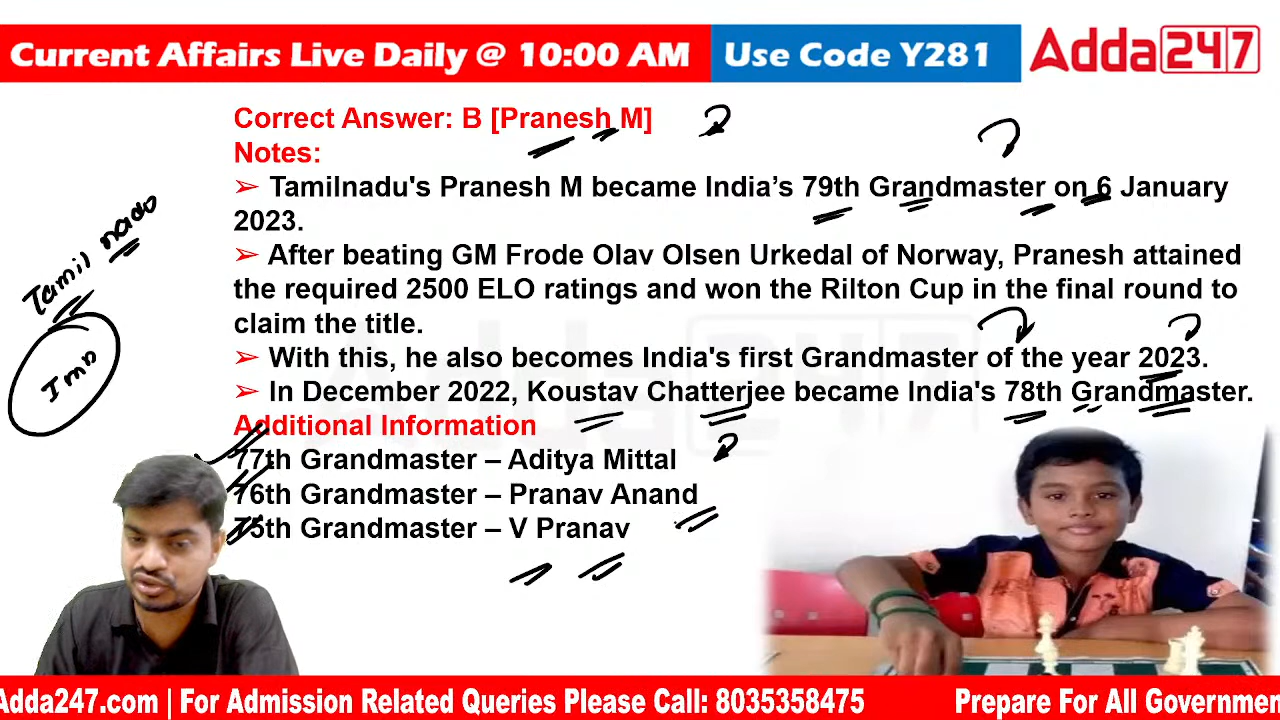 Current Affairs Live Daily @ 10:00 AM
Use Code Y281
Adda247
Correct Answer: B [Pranesh M]
Notes:
➢ Tamilnadu's Pranesh M became India’s 79th Grandmaster on 6 January
2023.
➢ After beating GM Frode Olav Olsen Urkedal of Norway, Pranesh attained
the required 2500 ELO ratings and won the Rilton Cup in the final round to
claim the title.
➢ With this, he also becomes India's first Grandmaster of the year 2023.
➢ In December 2022, Koustav Chatterjee became India's 78th Grandmaster.
Additional Information
77th Grandmaster – Aditya Mittal
76th Grandmaster – Pranav Anand
75th Grandmaster – V Pranav
Tamil nadu
Imp
Adda247
Adda247.com | For Admission Related Queries Please Call: 8035358475
Prepare For All Governmen